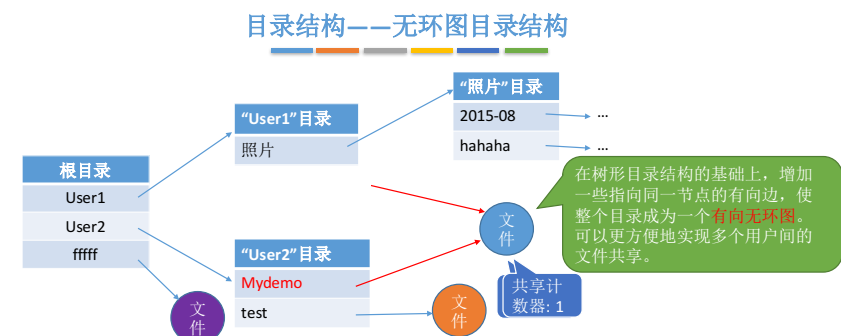 目录结构——无环图目录结构
“照片”目录
2015-08
...
hahaha
...
“User1”目录
照片
根目录
User1
User2
fffff
在树形目录结构的基础上，增加
一些指向同一节点的有向边，使
整个目录成为一个有向无环图。
可以更方便地实现多个用户间的
文件共享。
文
件
“User2”目录
Mydemo
test
共享计
数器: 1
文
件
文
件